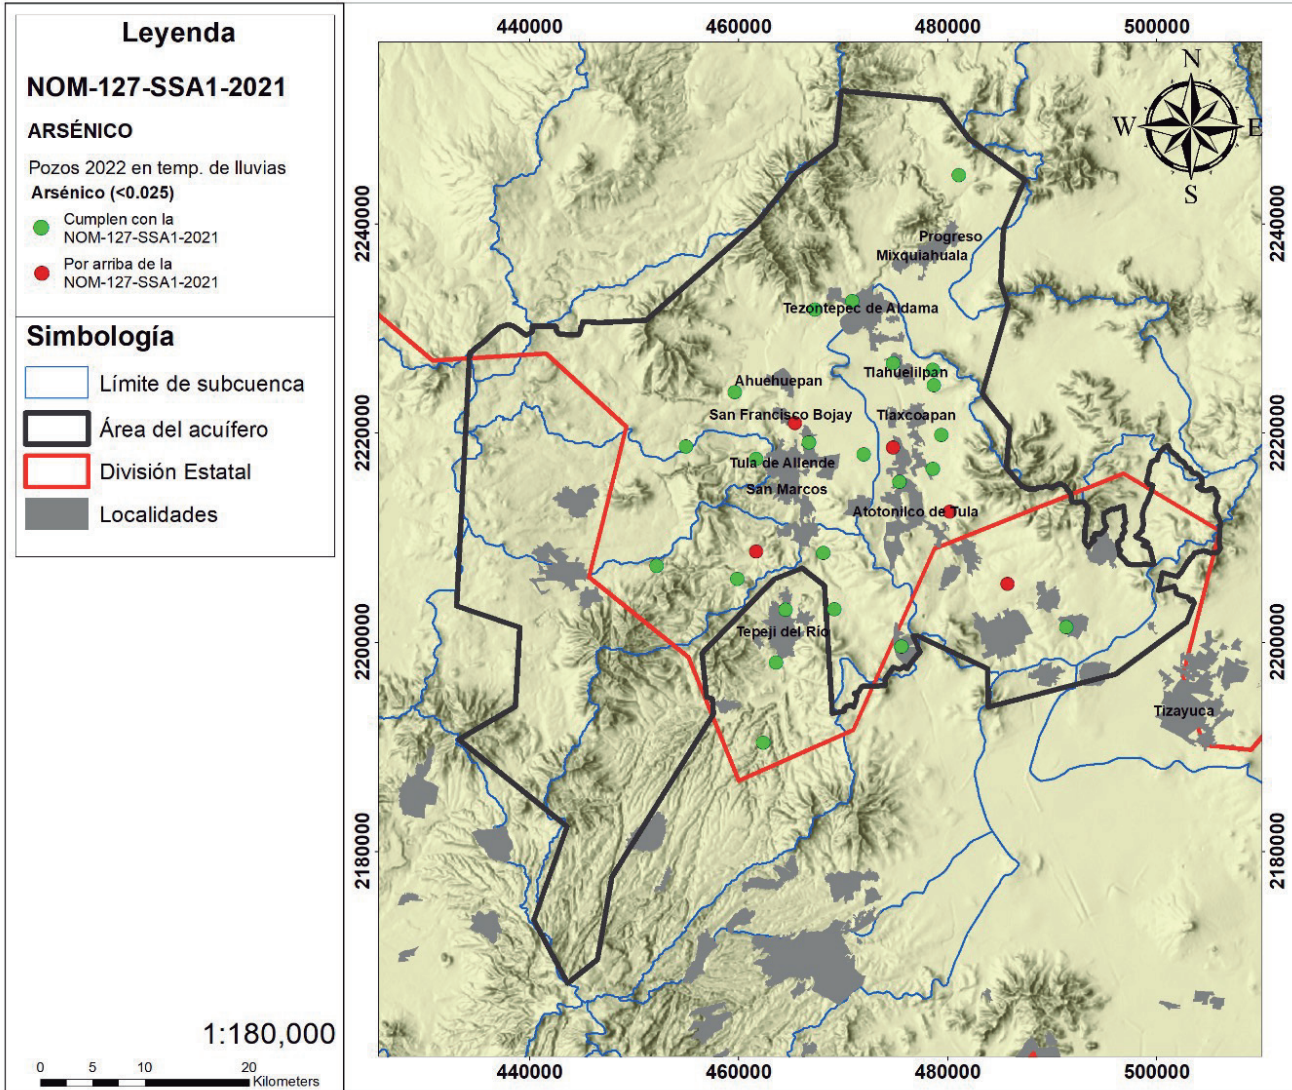 Leyenda
NOM-127-SSA1-2021
ARSÉNICO
Pozos 2022 en temp. de lluvias
Arsénico (<0.025)
Cumplen con la
NOM-127-SSA1-2021
Por arriba de la
NOM-127-SSA1-2021
Simbología
Límite de subcuenca
Área del acuífero
División Estatal
Localidades
1:180,000
0 5 10 20
Kilometers
440000 460000 480000 500000
N
W E
S
2240000 2240000
2220000 2220000
2200000 2200000
2180000 2180000
Progreso
Mixquiahuala
Tezontepec de Aldama
Tlahuelilpan
Ahuehuepan
San Francisco Bojay
Tlaxcoapan
Tula de Allende
San Marcos
Atotonilco de Tula
Tepeji del Río
Tizayuca
440000 460000 480000 500000